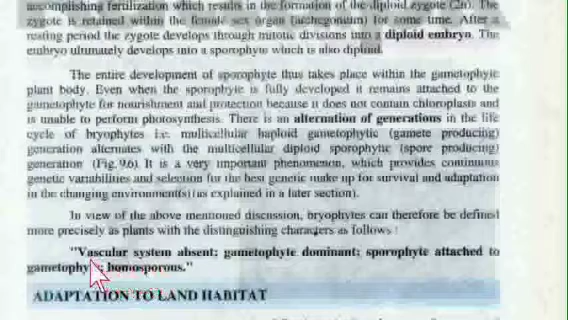 accomplishing fertilization which results in the formation of the diploid zygote (2n). The
zygote is retained within the female sex organ (archegonium) for some time. After a
resting period the zygote develops through mitotic divisions into a diploid embryo. The
embryo ultimately develops into a sporophyte which is also diploid.
The entire development of sporophyte thus takes place within the gametophyte
plant body. Even when the sporophyte is fully developed it remains attached to the
gametophyte for nourishment and protection because it does not contain chloroplasts and
is unable to perform photosynthesis. There is an alternation of generations in the life
cycle of bryophytes i.e. multicellular haploid gametophytic (gamete producing)
generation alternates with the multicellular diploid sporophytic (spore producing)
generation (Fig.9.6). It is a very important phenomenon, which provides continuous
genetic variabilities and selection for the best genetic make up for survival and adaptation
in the changing environment(s)(as explained in a later section).
In view of the above mentioned discussion, bryophytes can therefore be defined
more precisely as plants with the distinguishing characters as follows :
"Vascular system absent; gametophyte dominant; sporophyte attached to
gametophyte; homosporous."
ADAPTATION TO LAND HABITAT